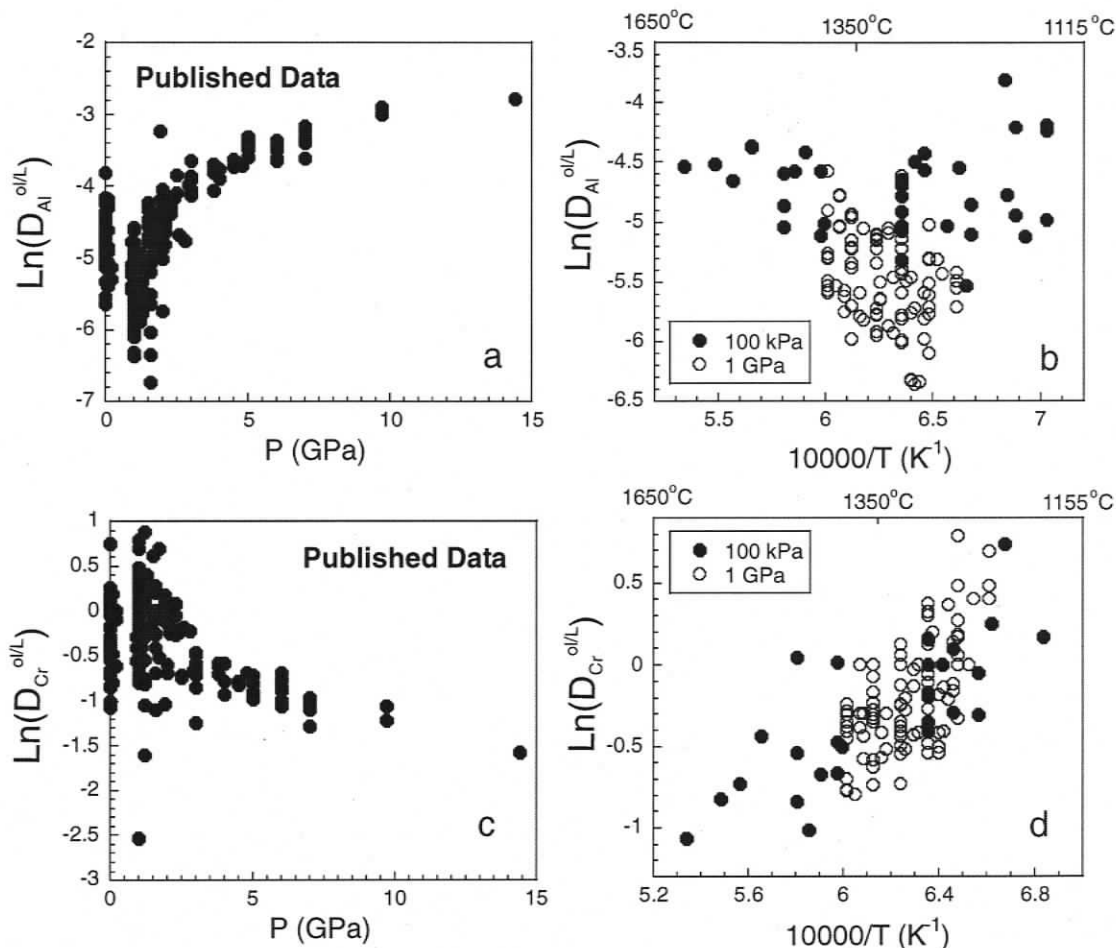 -2
-3
-4
-5
-6
-7
Ln(D_Al^ol/L)
Published Data
a
0
5
10
15
P (GPa)
1650°C
1350°C
1115°C
-3.5
-4
-4.5
-5
-5.5
-6
-6.5
Ln(D_Al^ol/L)
100 kPa
1 GPa
b
5.5
6
6.5
7
10000/T (K^-1)
1
0.5
0
-0.5
-1
-1.5
-2
-2.5
-3
Ln(D_Cr^ol/L)
Published Data
c
0
5
10
15
P (GPa)
1650°C
1350°C
1155°C
0.5
0
-0.5
-1
Ln(D_Cr^ol/L)
100 kPa
1 GPa
d
5.2
5.6
6
6.4
6.8
10000/T (K^-1)